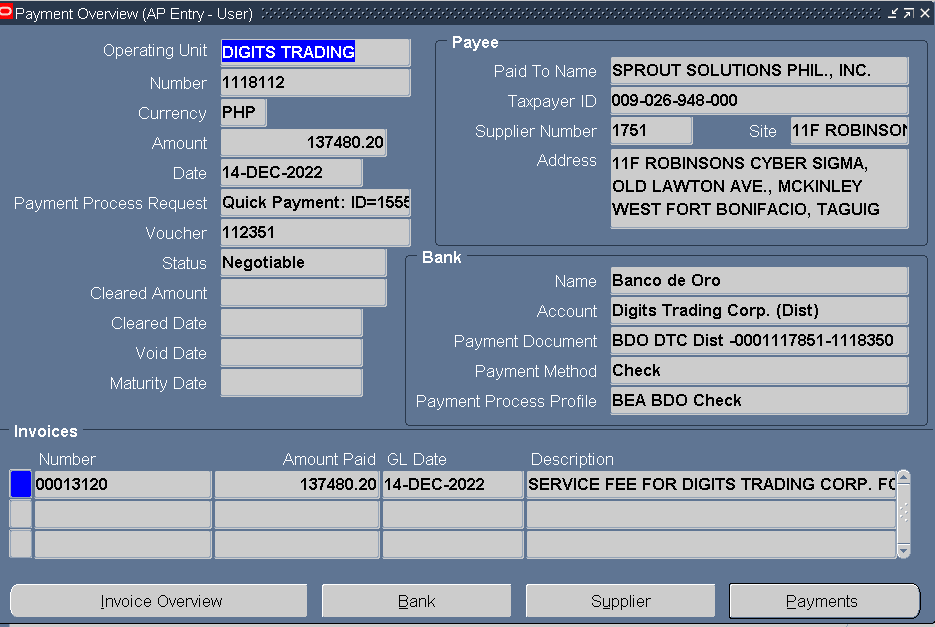 Payment Overview (AP Entry - User)
Operating Unit DIGITS TRADING
Number 1118112
Currency PHP
Amount 137480.20
Date 14-DEC-2022
Payment Process Request Quick Payment: ID=1555
Voucher 112351
Status Negotiable
Cleared Amount
Cleared Date
Void Date
Maturity Date
Payee
Paid To Name SPROUT SOLUTIONS PHIL., INC.
Taxpayer ID 009-026-948-000
Supplier Number 1751 Site 11F ROBINSON
Address 11F ROBINSONS CYBER SIGMA,
OLD LAWTON AVE., MCKINLEY
WEST FORT BONIFACIO, TAGUIG
Bank
Name Banco de Oro
Account Digits Trading Corp. (Dist)
Payment Document BDO DTC Dist -0001117851-1118350
Payment Method Check
Payment Process Profile BEA BDO Check
Invoices
Number Amount Paid GL Date Description
00013120 137480.20 14-DEC-2022 SERVICE FEE FOR DIGITS TRADING CORP. FO
Invoice Overview Bank Supplier Payments